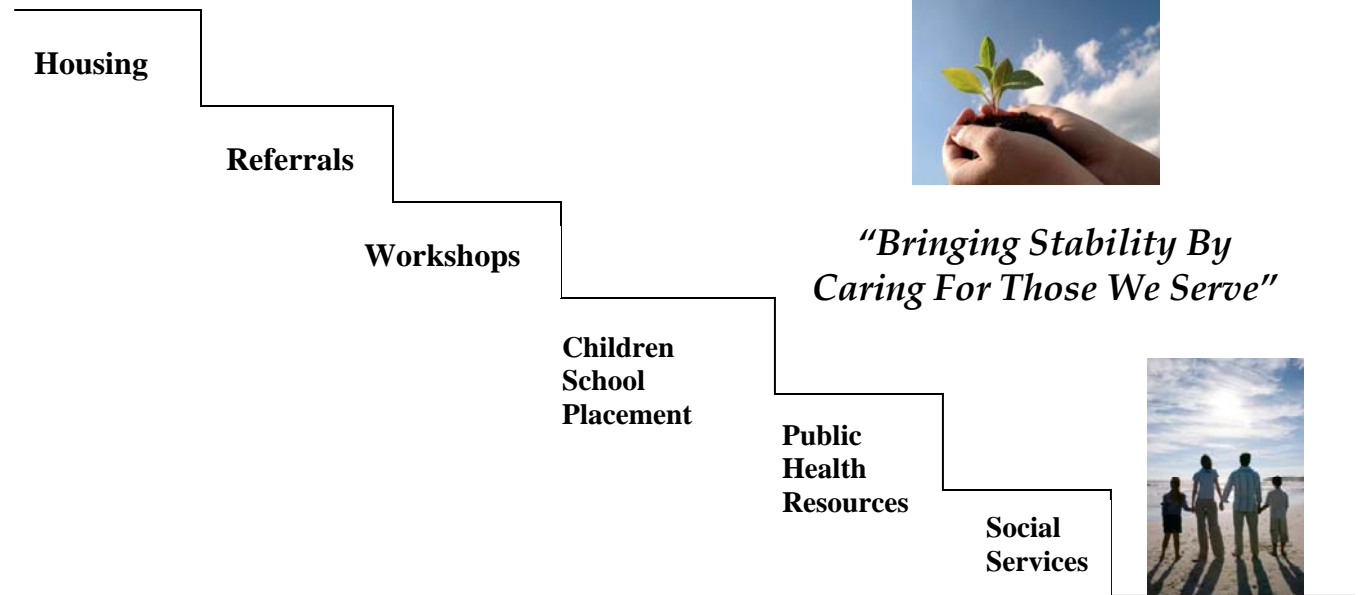 Housing
Referrals
Workshops
“Bringing Stability By
Caring For Those We Serve”
Children
School
Placement
Public
Health
Resources
Social
Services